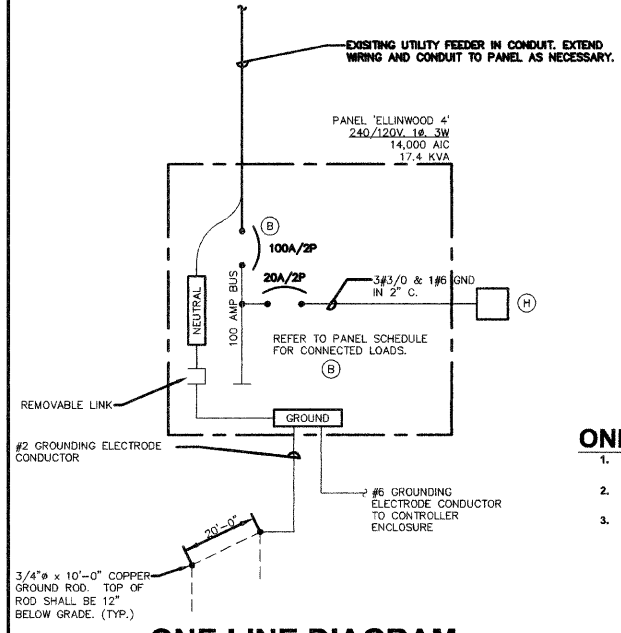 EXISITING UTILITY FEEDER IN CONDUIT. EXTEND
WIRING AND CONDUIT TO PANEL AS NECESSARY.
PANEL 'ELLINWOOD 4'
240/120V, 1Ø, 3W
14,000 AIC
17.4 KVA
B
100A/2P
20A/2P
3#3/0 & 1#6 GND
IN 2" C.
H
NEUTRAL
100 AMP BUS
REFER TO PANEL SCHEDULE
FOR CONNECTED LOADS.
B
REMOVABLE LINK
GROUND
#2 GROUNDING ELECTRODE
CONDUCTOR
#6 GROUNDING
ELECTRODE CONDUCTOR
TO CONTROLLER
ENCLOSURE
20'-0"
3/4"ø x 10'-0" COPPER
GROUND ROD. TOP OF
ROD SHALL BE 12"
BELOW GRADE. (TYP.)
1.
2.
3.
ONE LINE DIAGRAM